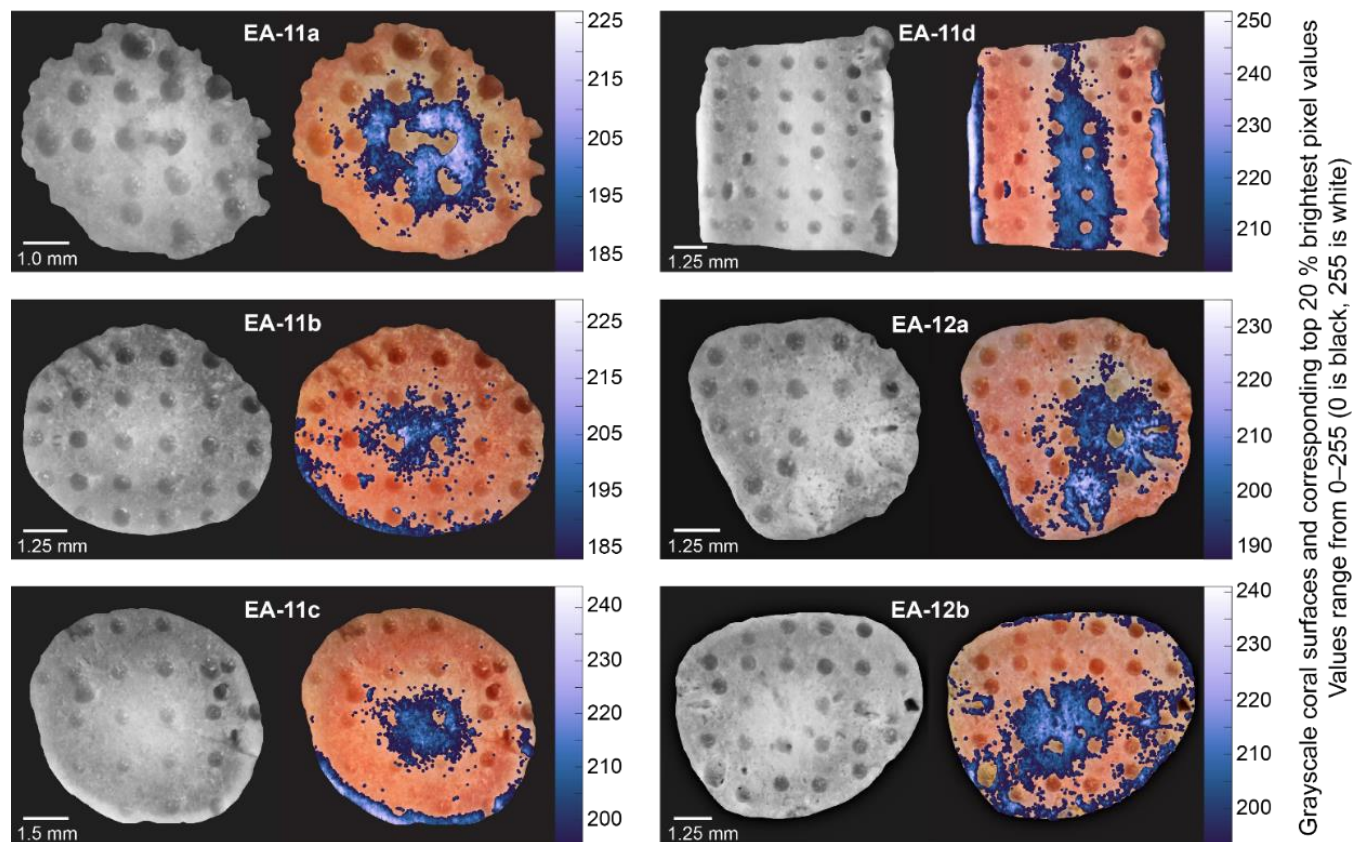 EA-11a
1.0 mm
225
215
205
195
185
EA-11d
1.25 mm
250
240
230
220
210
EA-11b
1.25 mm
225
215
205
195
185
EA-12a
1.25 mm
230
220
210
200
190
EA-11c
1.5 mm
240
230
220
210
200
EA-12b
1.25 mm
240
230
220
210
200
Grayscale coral surfaces and corresponding top 20 % brightest pixel values
Values range from 0–255 (0 is black, 255 is white)